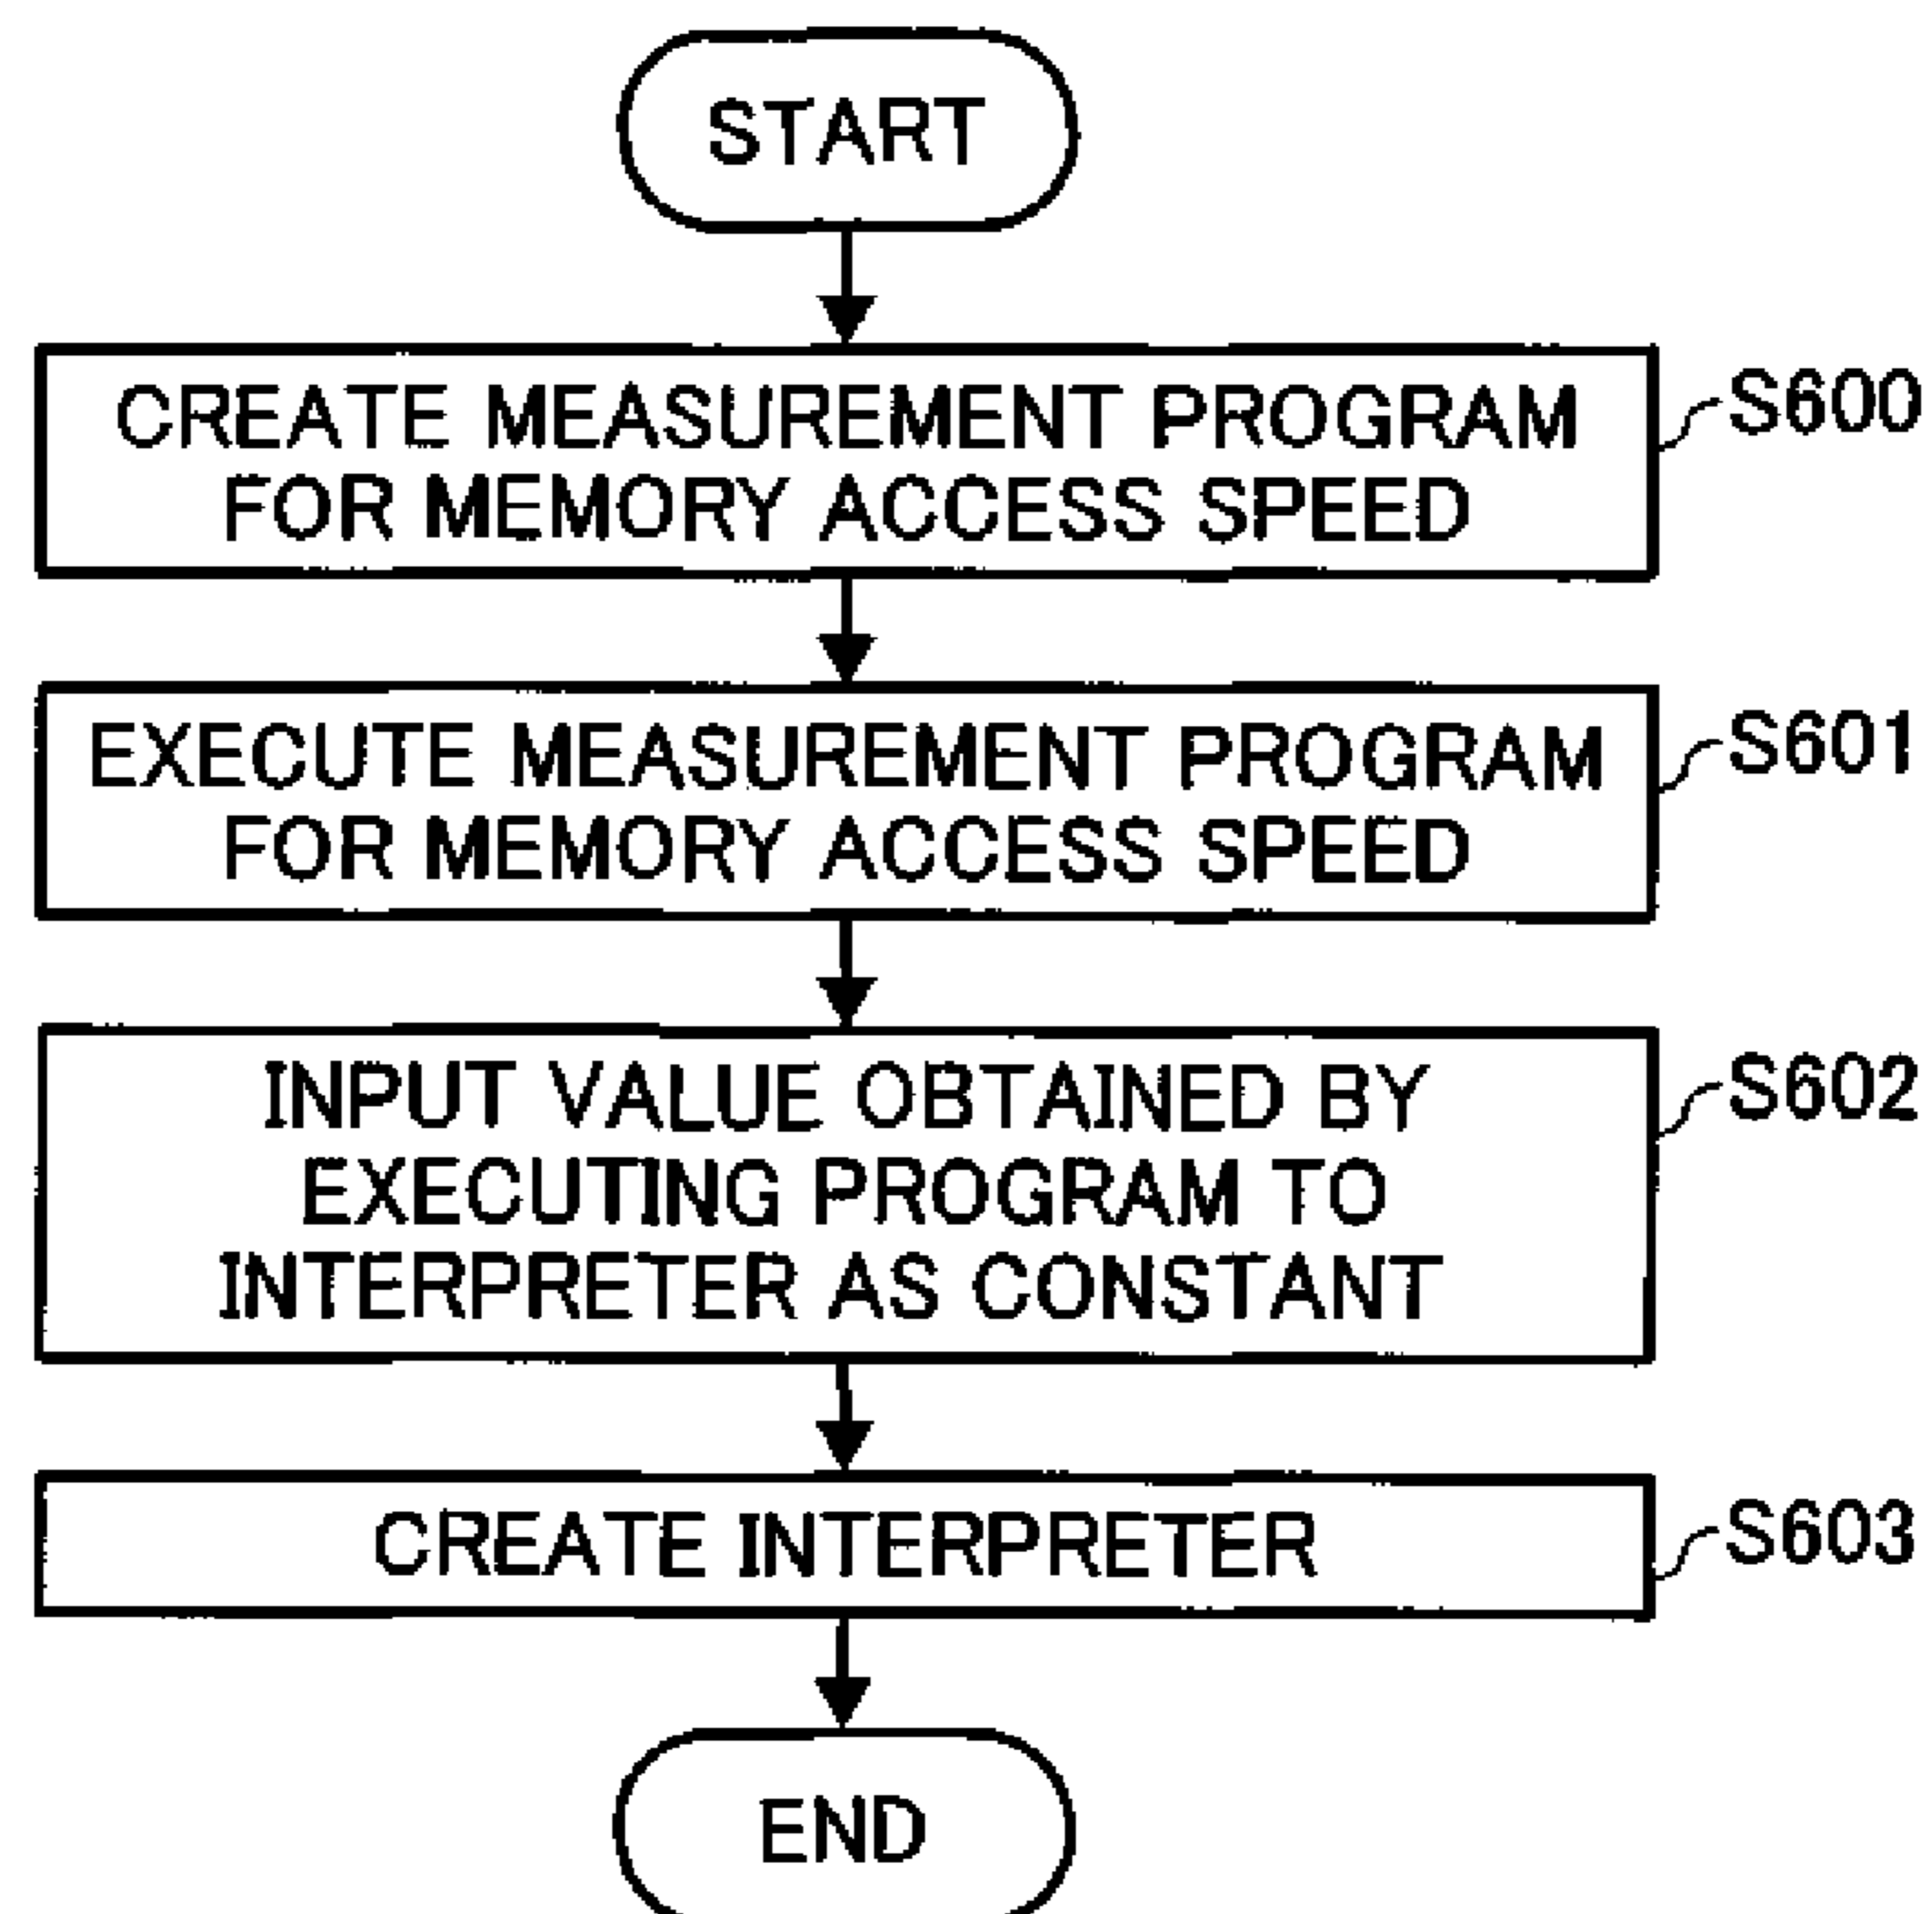 START
CREATE MEASUREMENT PROGRAM
FOR MEMORY ACCESS SPEED
S600
EXECUTE MEASUREMENT PROGRAM
FOR MEMORY ACCESS SPEED
S601
INPUT VALUE OBTAINED BY
EXECUTING PROGRAM TO
INTERPRETER AS CONSTANT
S602
CREATE INTERPRETER
S603
END